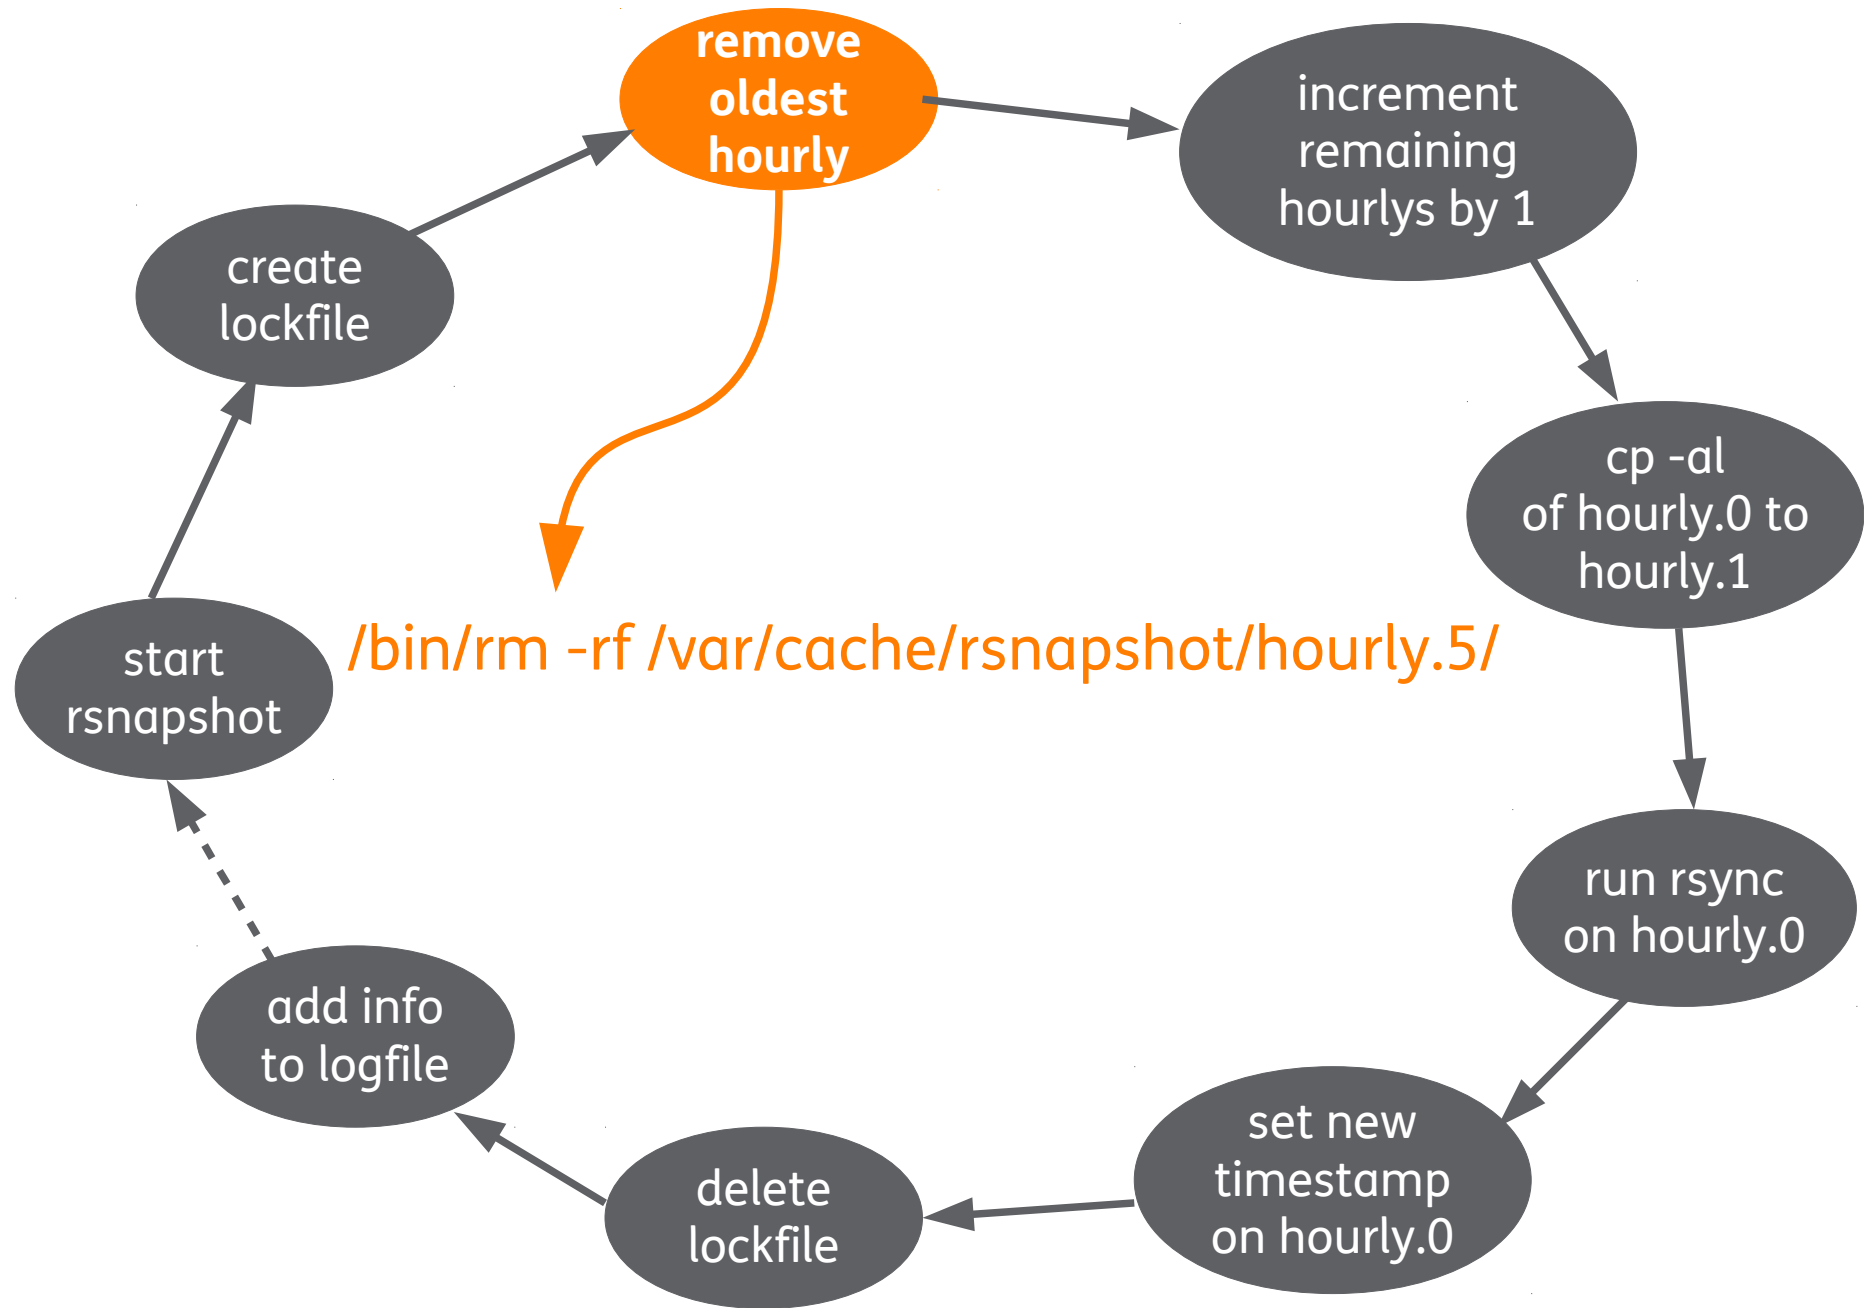 remove
oldest
hourly
increment
remaining
hourlys by 1
create
lockfile
cp -al
of hourly.0 to
hourly.1
start
rsnapshot
/bin/rm -rf /var/cache/rsnapshot/hourly.5/
run rsync
on hourly.0
add info
to logfile
set new
timestamp
on hourly.0
delete
lockfile